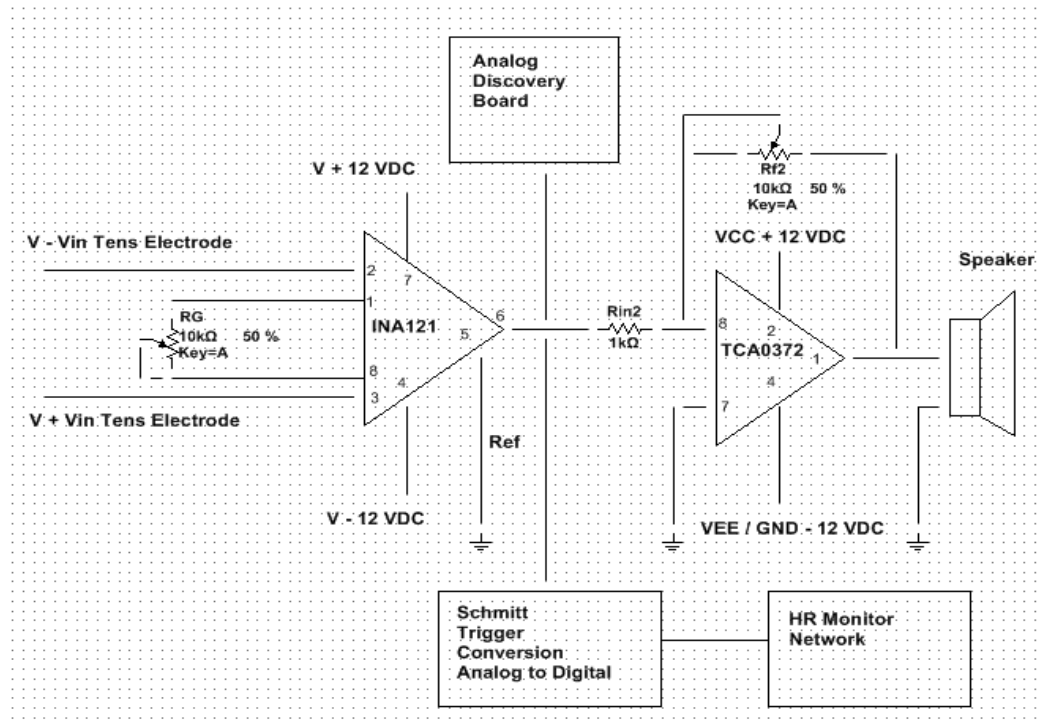 Analog
Discovery
Board
V + 12 VDC
Rf2
10kΩ 50 %
Key=A
V - Vin Tens Electrode
VCC + 12 VDC
Speaker
2
7
1
RG
10kΩ 50 %
Key=A
INA121
6
5
Rin2
1kΩ
8
2
TCA0372
1
8
4
3
4
7
V + Vin Tens Electrode
Ref
V - 12 VDC
VEE / GND - 12 VDC
Schmitt
Trigger
Conversion
Analog to Digital
HR Monitor
Network